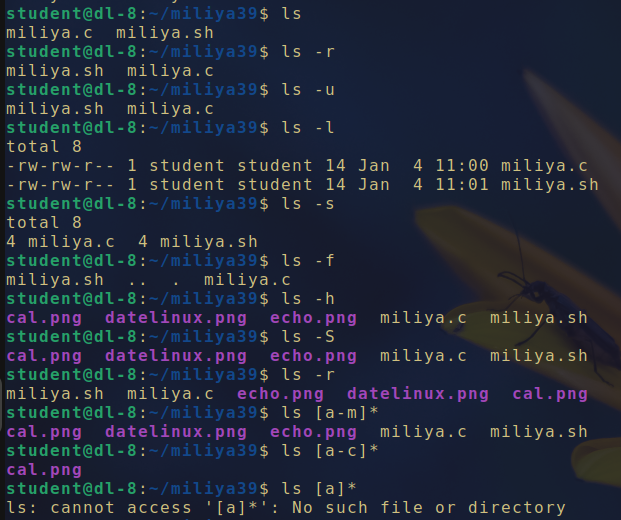 student@dl-8:~/miliya39$ ls
miliya.c  miliya.sh
student@dl-8:~/miliya39$ ls -r
miliya.sh  miliya.c
student@dl-8:~/miliya39$ ls -u
miliya.sh  miliya.c
student@dl-8:~/miliya39$ ls -l
total 8
-rw-rw-r-- 1 student student 14 Jan  4 11:00 miliya.c
-rw-rw-r-- 1 student student 14 Jan  4 11:01 miliya.sh
student@dl-8:~/miliya39$ ls -s
total 8
4 miliya.c  4 miliya.sh
student@dl-8:~/miliya39$ ls -f
miliya.sh  ..  .  miliya.c
student@dl-8:~/miliya39$ ls -h
cal.png  datelinux.png  echo.png  miliya.c  miliya.sh
student@dl-8:~/miliya39$ ls -S
cal.png  datelinux.png  echo.png  miliya.c  miliya.sh
student@dl-8:~/miliya39$ ls -r
miliya.sh  miliya.c  echo.png  datelinux.png  cal.png
student@dl-8:~/miliya39$ ls [a-m]*
cal.png  datelinux.png  echo.png  miliya.c  miliya.sh
student@dl-8:~/miliya39$ ls [a-c]*
cal.png
student@dl-8:~/miliya39$ ls [a]*
ls: cannot access '[a]*': No such file or directory